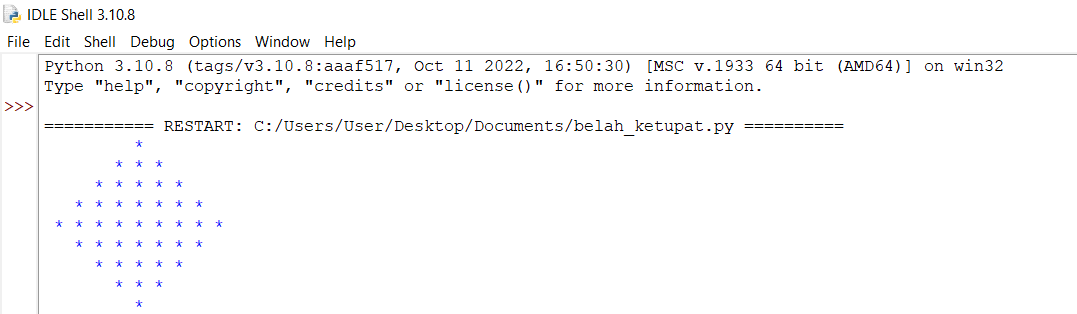 IDLE Shell 3.10.8
File Edit Shell Debug Options Window Help
Python 3.10.8 (tags/v3.10.8:aaaf517, Oct 11 2022, 16:50:30) [MSC v.1933 64 bit (AMD64)] on win32
Type "help", "copyright", "credits" or "license()" for more information.
>>>
=========== RESTART: C:/Users/User/Desktop/Documents/belah_ketupat.py ==========
         *
       * * *
     * * * * *
   * * * * * * *
 * * * * * * * * *
   * * * * * * *
     * * * * *
       * * *
         *